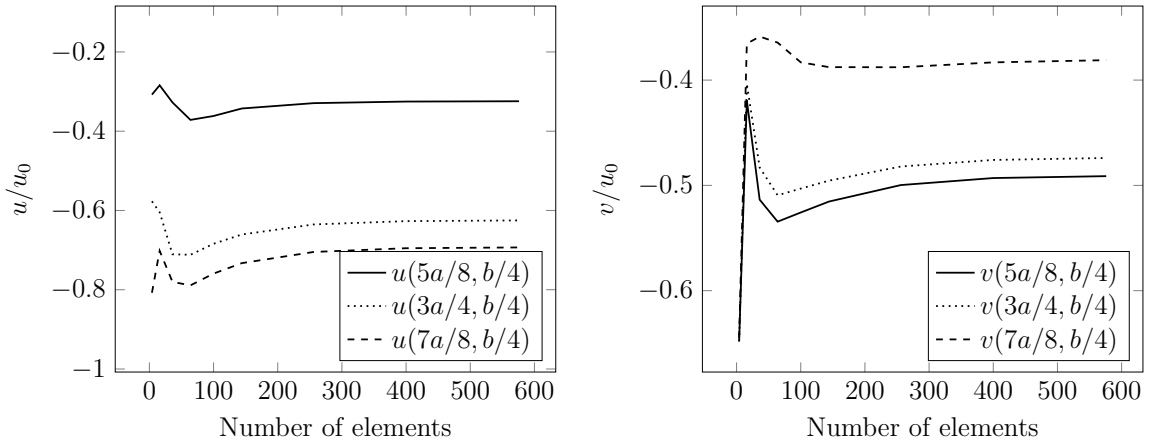 −0.2
−0.4
−0.6
−0.8
−1
u/u₀
0 100 200 300 400 500 600
Number of elements
u(5a/8, b/4)
u(3a/4, b/4)
u(7a/8, b/4)
−0.4
−0.5
−0.6
v/u₀
0 100 200 300 400 500 600
Number of elements
v(5a/8, b/4)
v(3a/4, b/4)
v(7a/8, b/4)